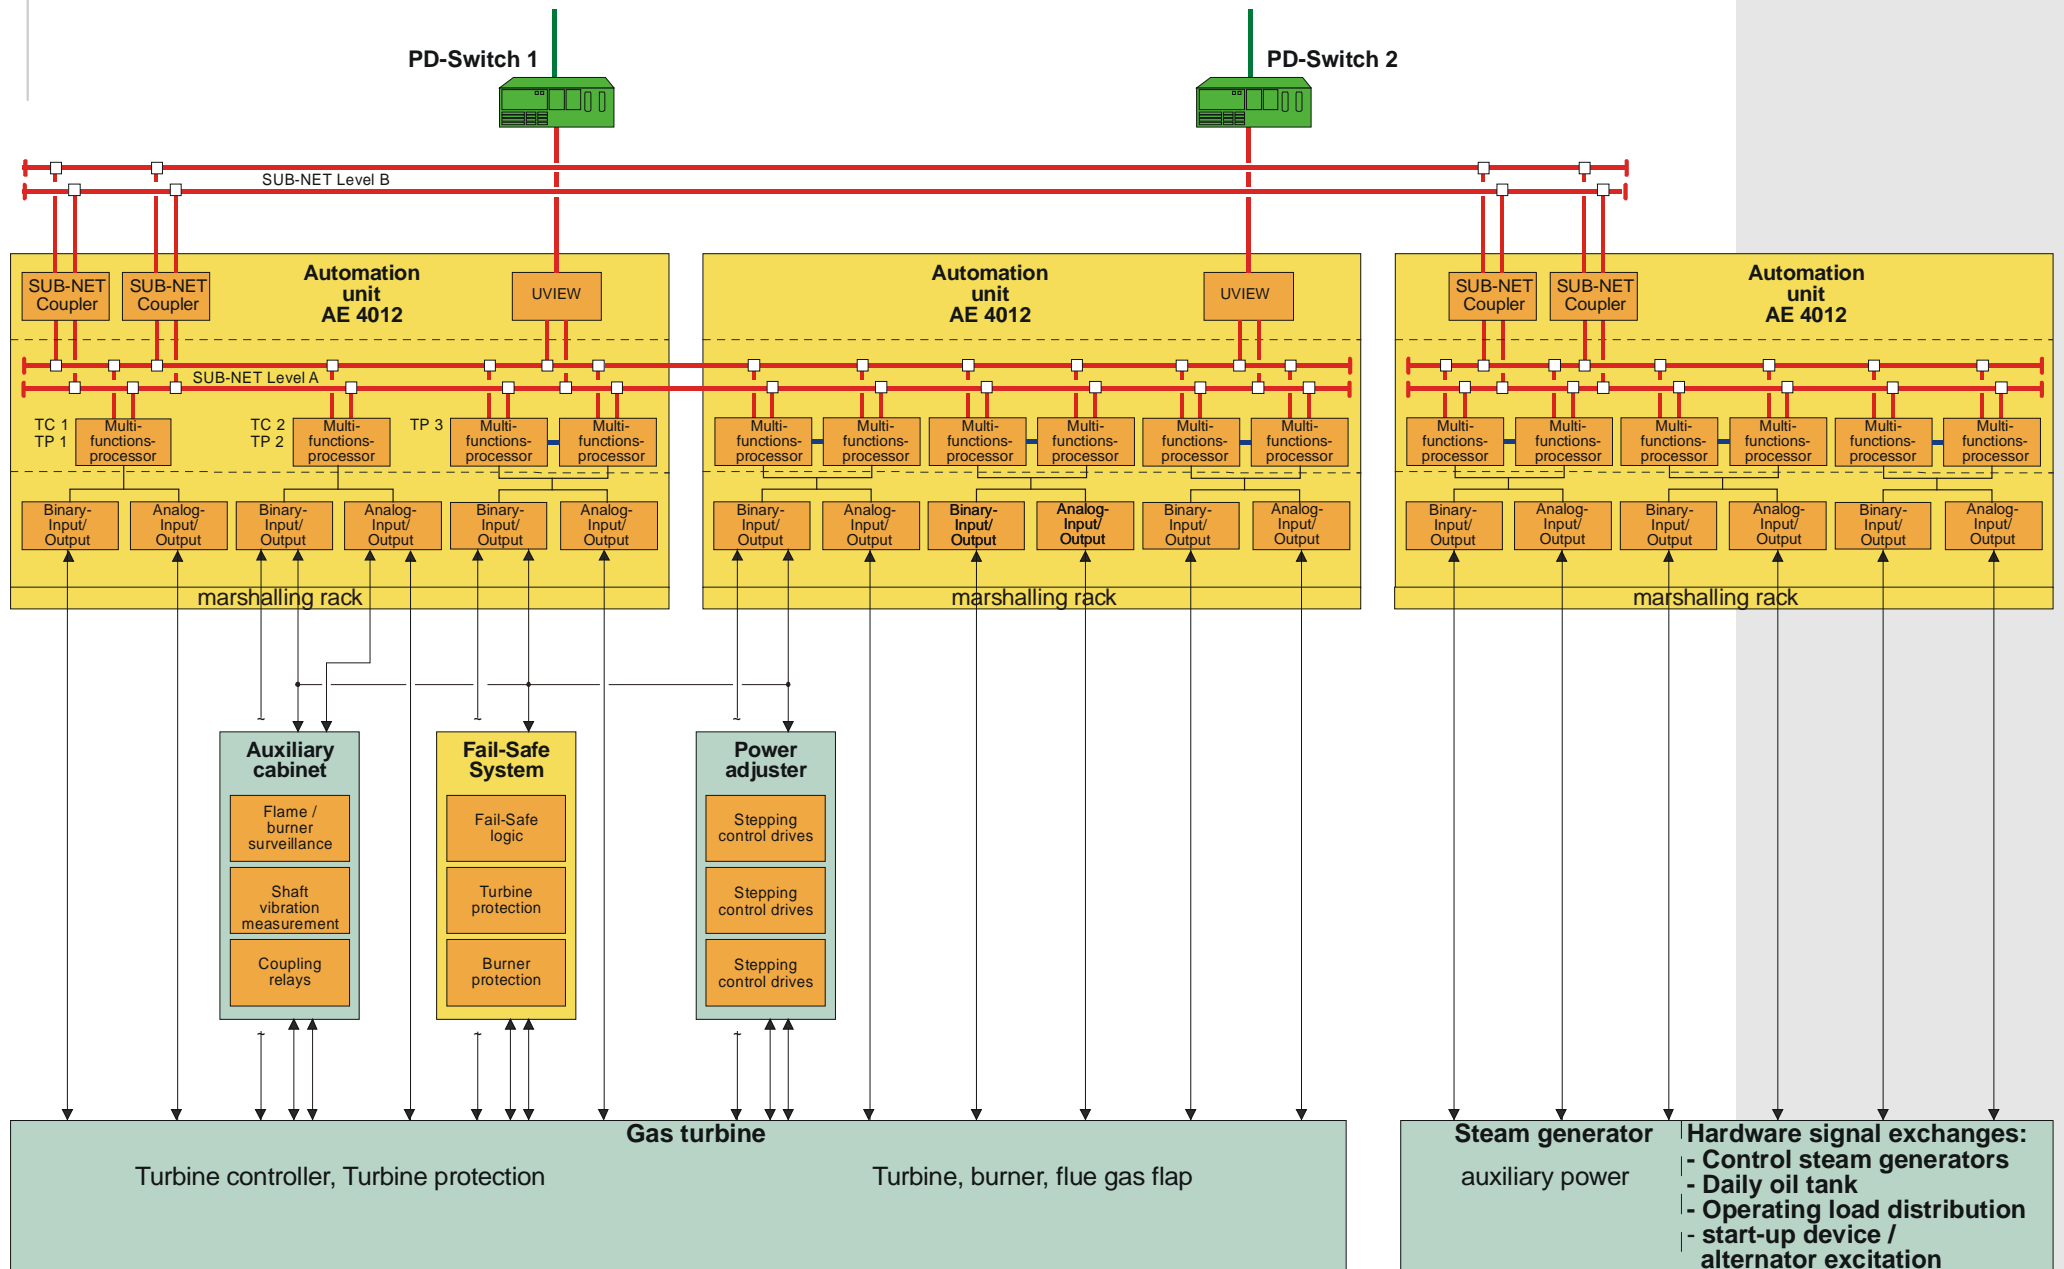 PD-Switch 1
PD-Switch 2
SUB-NET Level B
SUB-NET
Coupler
SUB-NET
Coupler
Automation
unit
AE 4012
UVIEW
Automation
unit
AE 4012
UVIEW
SUB-NET
Coupler
SUB-NET
Coupler
Automation
unit
AE 4012
SUB-NET Level A
TC 1
TP 1
Multi-
functions-
processor
TC 2
TP 2
Multi-
functions-
processor
TP 3
Multi-
functions-
processor
Multi-
functions-
processor
Multi-
functions-
processor
Multi-
functions-
processor
Multi-
functions-
processor
Multi-
functions-
processor
Multi-
functions-
processor
Multi-
functions-
processor
Multi-
functions-
processor
Multi-
functions-
processor
Multi-
functions-
processor
Multi-
functions-
processor
Multi-
functions-
processor
Multi-
functions-
processor
Binary-
Input/
Output
Analog-
Input/
Output
Binary-
Input/
Output
Analog-
Input/
Output
Binary-
Input/
Output
Analog-
Input/
Output
Binary-
Input/
Output
Analog-
Input/
Output
Binary-
Input/
Output
Analog-
Input/
Output
Binary-
Input/
Output
Analog-
Input/
Output
Binary-
Input/
Output
Analog-
Input/
Output
Binary-
Input/
Output
Analog-
Input/
Output
Binary-
Input/
Output
Analog-
Input/
Output
marshalling rack
marshalling rack
marshalling rack
Auxiliary
cabinet
Flame /
burner
surveillance
Shaft
vibration
measurement
Coupling
relays
Fail-Safe
System
Fail-Safe
logic
Turbine
protection
Burner
protection
Power
adjuster
Stepping
control drives
Stepping
control drives
Stepping
control drives
Gas turbine
Turbine controller, Turbine protection
Turbine, burner, flue gas flap
Steam generator
auxiliary power
Hardware signal exchanges:
- Control steam generators
- Daily oil tank
- Operating load distribution
- start-up device /
alternator excitation